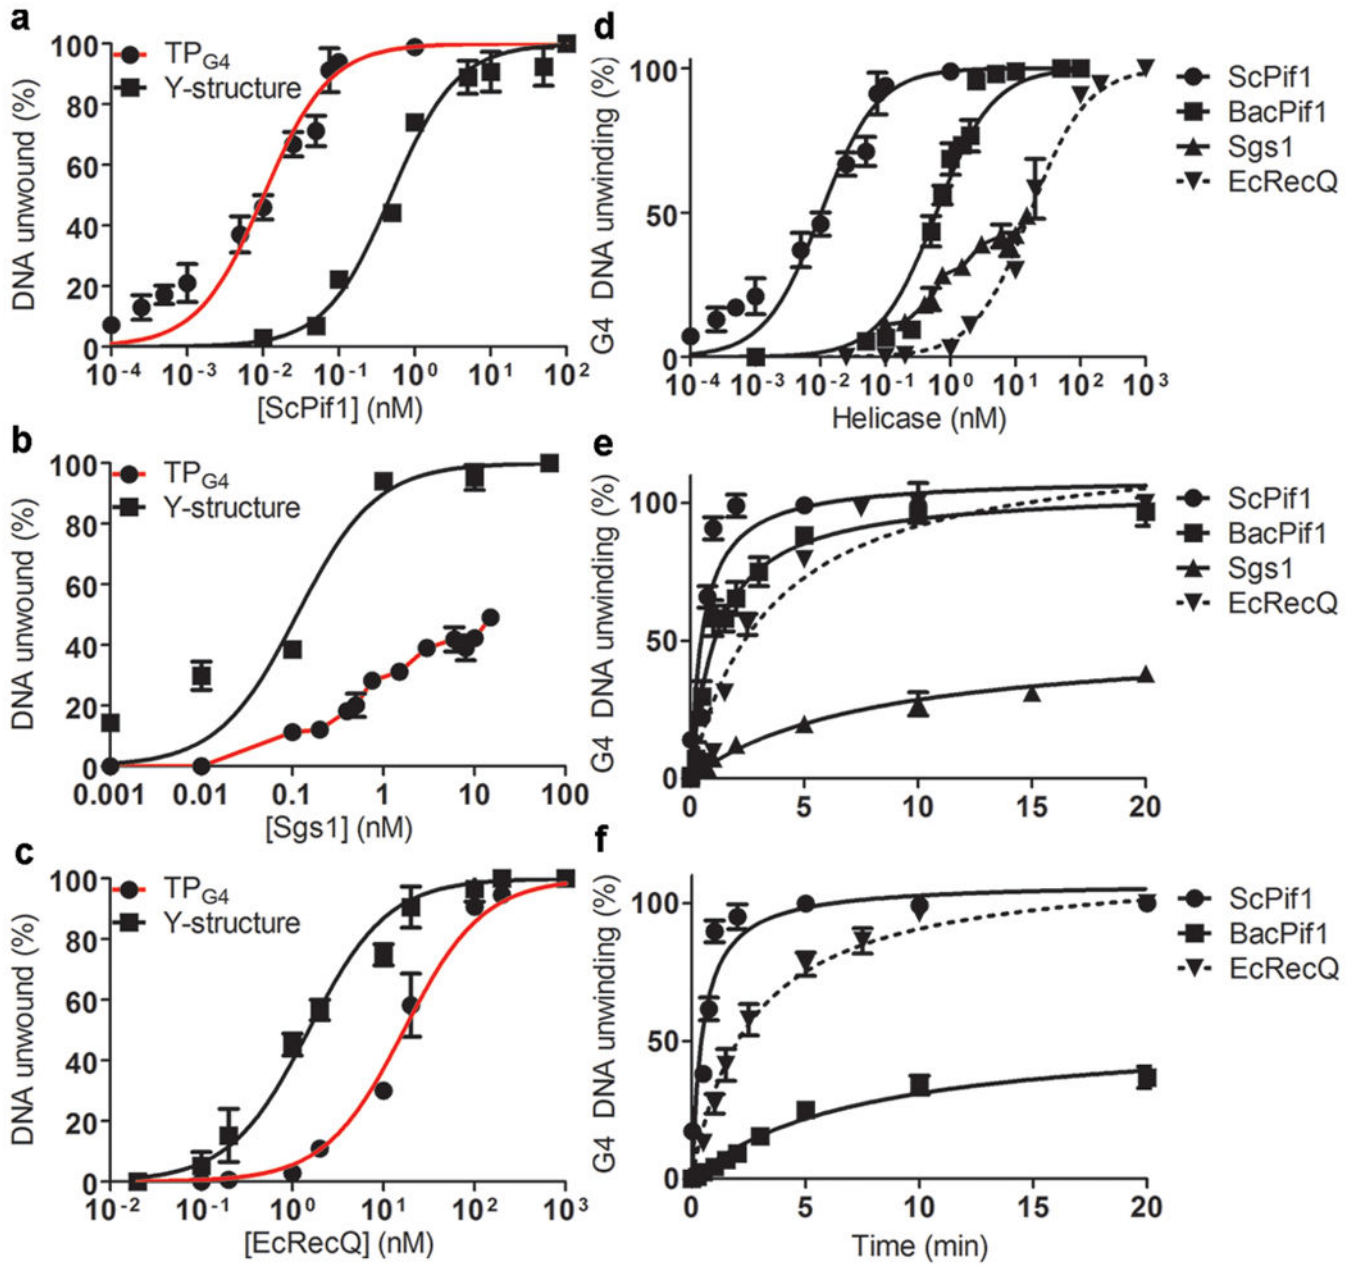 a
DNA unwound (%)
100
80
60
40
20
0
TPG4
Y-structure
10-4 10-3 10-2 10-1 100 101 102
[ScPif1] (nM)
b
DNA unwound (%)
100
80
60
40
20
0
TPG4
Y-structure
0.001 0.01 0.1 1 10 100
[Sgs1] (nM)
c
DNA unwound (%)
100
80
60
40
20
0
TPG4
Y-structure
10-2 10-1 100 101 102 103
[EcRecQ] (nM)
d
G4 DNA unwinding (%)
100
50
0
ScPif1
BacPif1
Sgs1
EcRecQ
10-4 10-3 10-2 10-1 100 101 102 103
Helicase (nM)
e
G4 DNA unwinding (%)
100
50
0
ScPif1
BacPif1
Sgs1
EcRecQ
0 5 10 15 20
f
G4 DNA unwinding (%)
100
50
0
ScPif1
BacPif1
EcRecQ
0 5 10 15 20
Time (min)